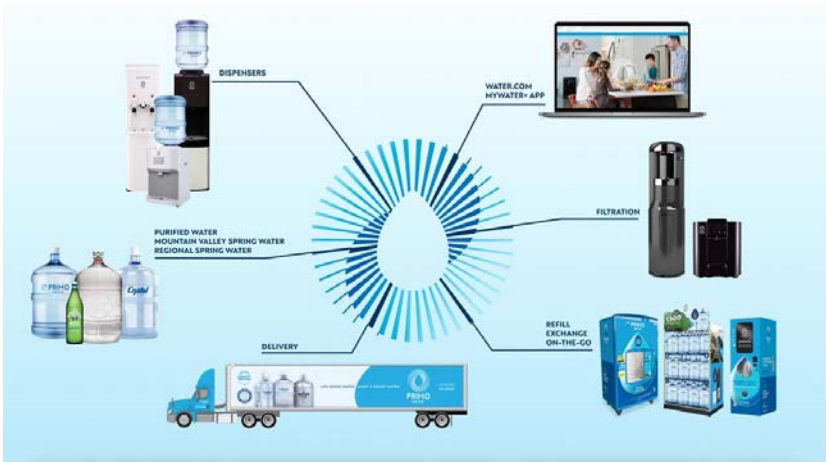 DISPENSERS
WATER.COM
MYWATER+ APP
FILTRATION
PURIFIED WATER
MOUNTAIN VALLEY SPRING WATER
REGIONAL SPRING WATER
PRIMO
Crystal
REFILL
EXCHANGE
ON-THE-GO
DELIVERY
PRIMO
WATER